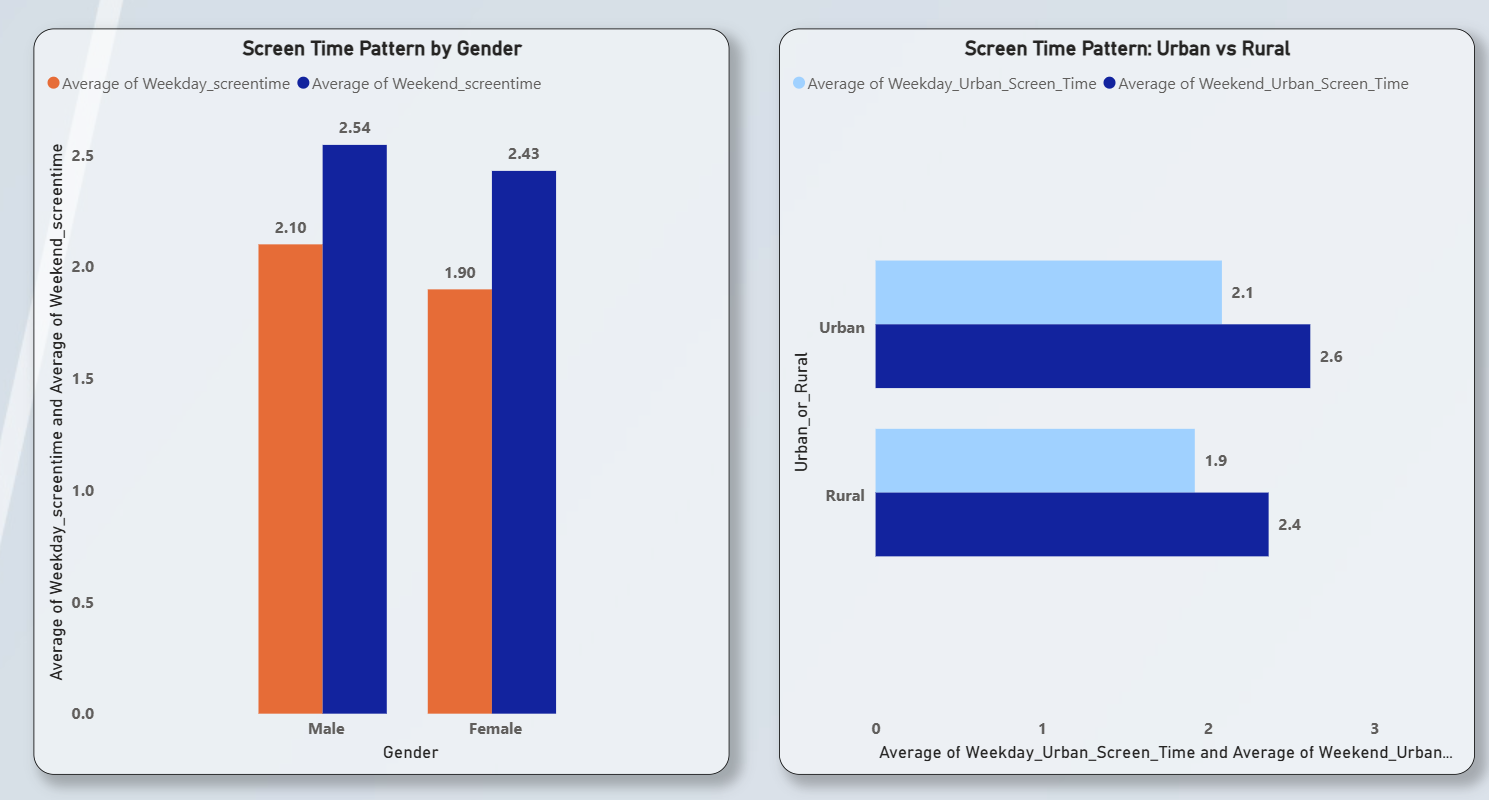 Screen Time Pattern by Gender
Average of Weekday_screentime Average of Weekend_screentime
Average of Weekday_screentime and Average of Weekend_screentime
2.5
2.0
1.5
1.0
0.5
0.0
2.10
2.54
1.90
2.43
Male
Female
Gender
Screen Time Pattern: Urban vs Rural
Average of Weekday_Urban_Screen_Time Average of Weekend_Urban_Screen_Time
Urban_or_Rural
Urban
2.1
2.6
Rural
1.9
2.4
0 1 2 3
Average of Weekday_Urban_Screen_Time and Average of Weekend_Urban...